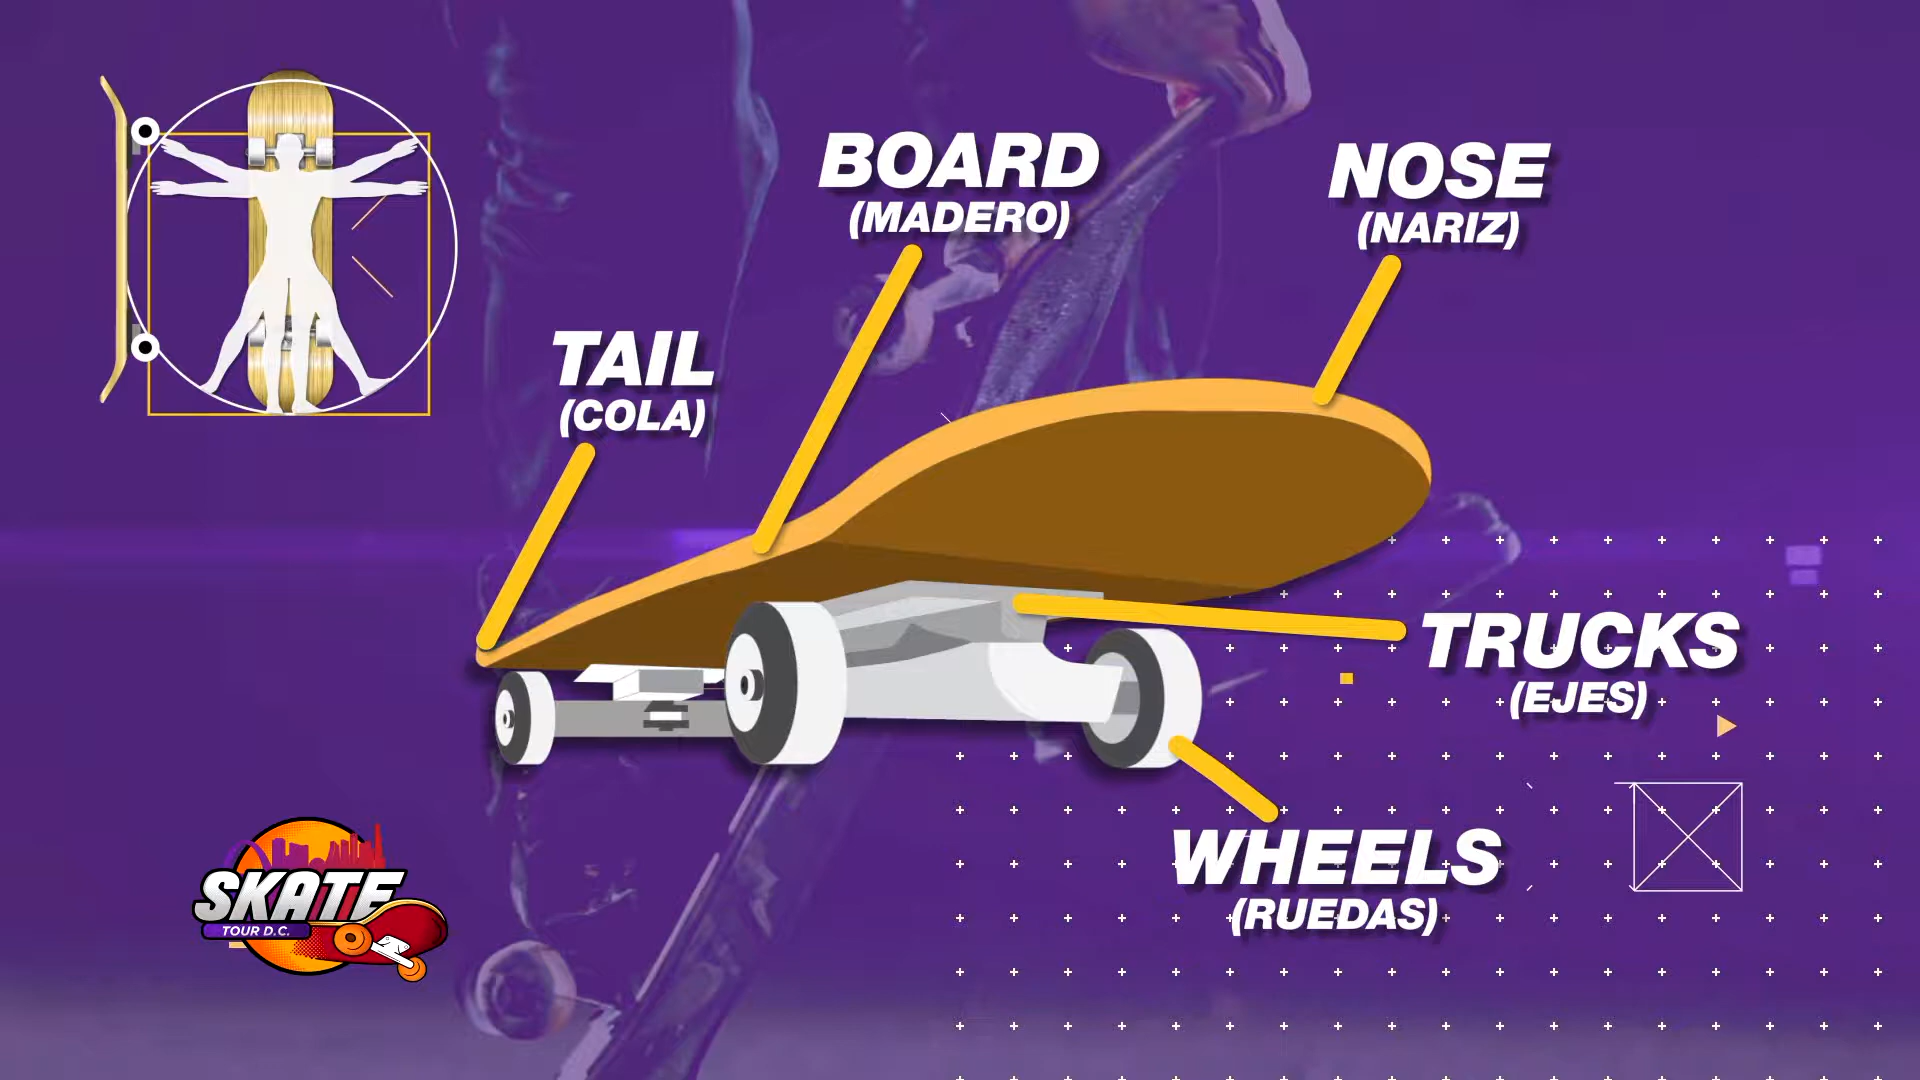 BOARD
(MADERO)
NOSE
(NARIZ)
TAIL
(COLA)
TRUCKS
(EJES)
WHEELS
(RUEDAS)
SKATE
TOUR D.C.